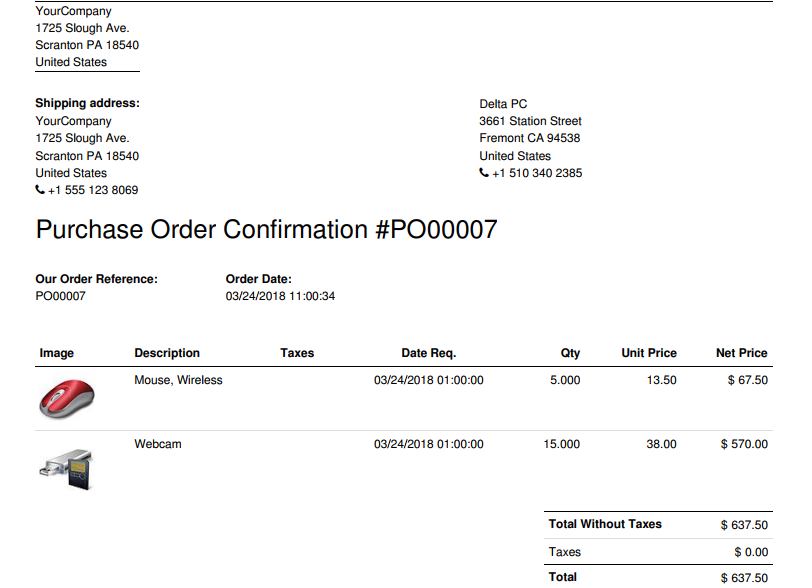 YourCompany
1725 Slough Ave.
Scranton PA 18540
United States
Shipping address:
YourCompany
1725 Slough Ave.
Scranton PA 18540
United States
+1 555 123 8069
Delta PC
3661 Station Street
Fremont CA 94538
United States
+1 510 340 2385
Purchase Order Confirmation #PO00007
Our Order Reference: Order Date:
PO00007 03/24/2018 11:00:34
Image Description Taxes Date Req. Qty Unit Price Net Price
Mouse, Wireless 03/24/2018 01:00:00 5.000 13.50 $ 67.50
Webcam 03/24/2018 01:00:00 15.000 38.00 $ 570.00
Total Without Taxes $ 637.50
Taxes $ 0.00
Total $ 637.50